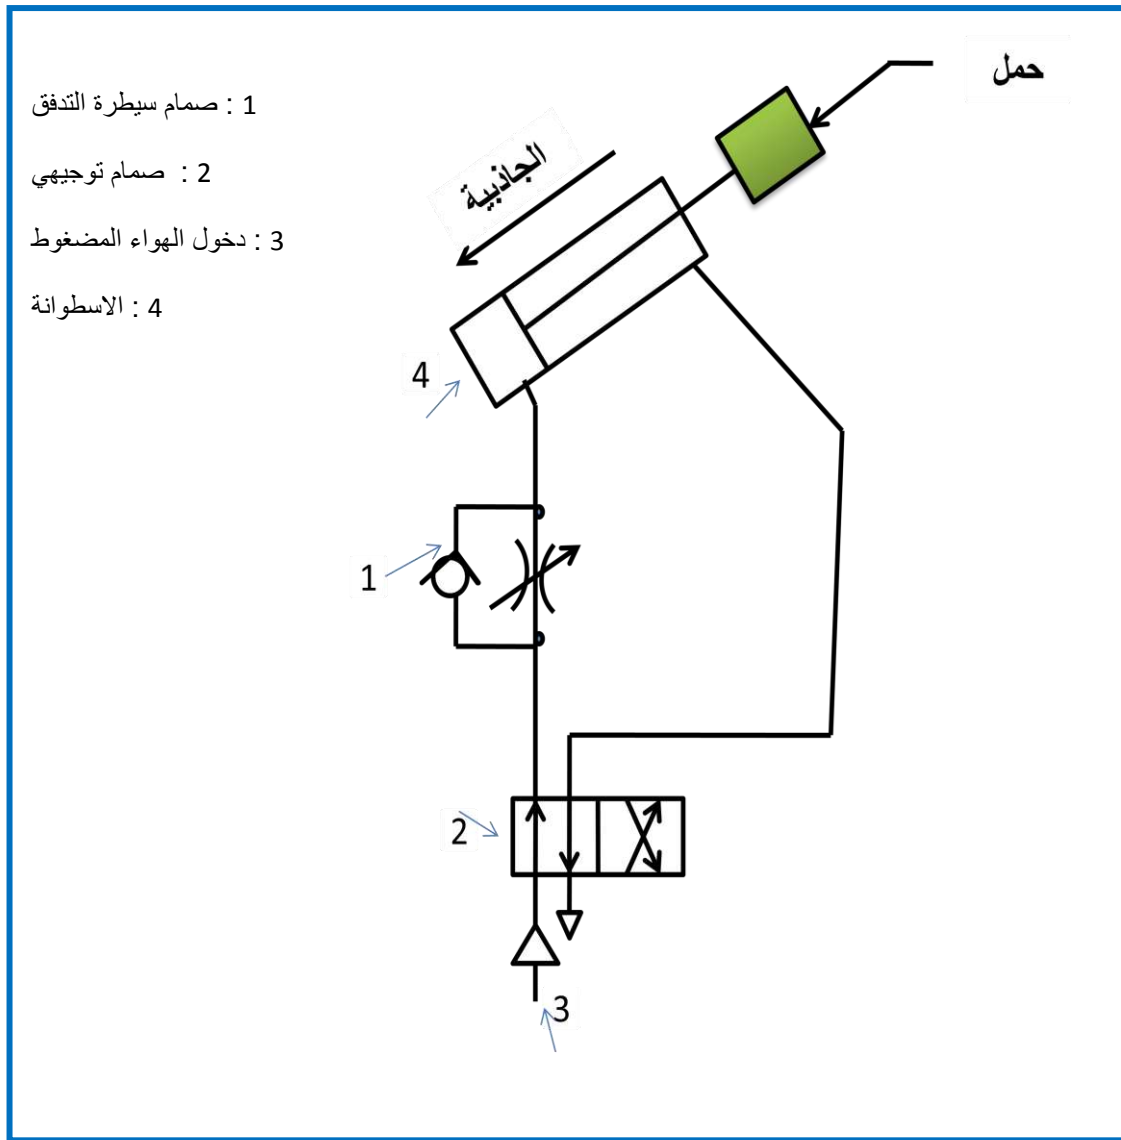 حمل
1 : صمام سيطرة التدفق
الجاذبية
2 : صمام توجيهي
3 : دخول الهواء المضغوط
4 : الاسطوانة
4
1
2
3